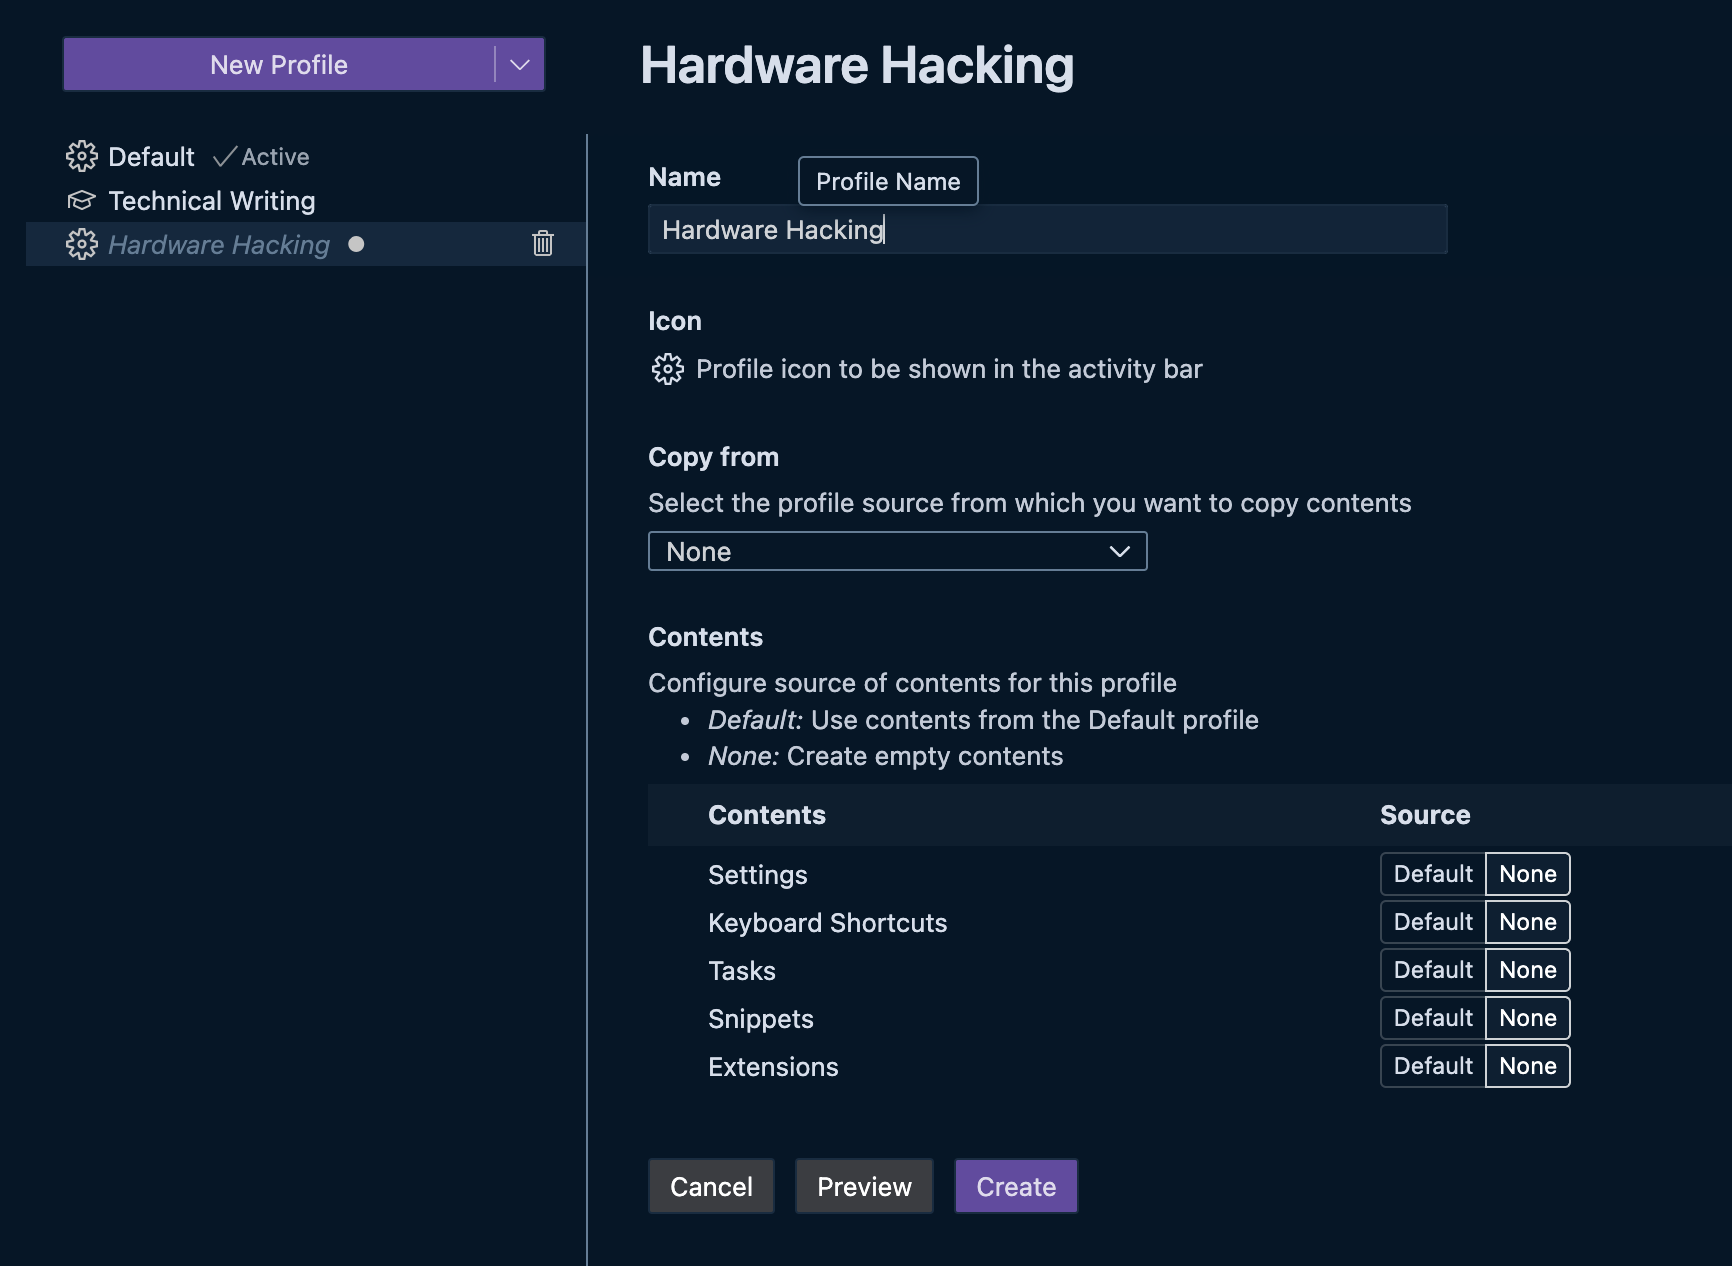 New Profile
Default Active
Technical Writing
Hardware Hacking
Hardware Hacking
Name
Profile Name
Hardware Hacking
Icon
Profile icon to be shown in the activity bar
Copy from
Select the profile source from which you want to copy contents
None
Contents
Configure source of contents for this profile
• Default: Use contents from the Default profile
• None: Create empty contents
Contents Source
Settings Default None
Keyboard Shortcuts Default None
Tasks Default None
Snippets Default None
Extensions Default None
Cancel Preview Create